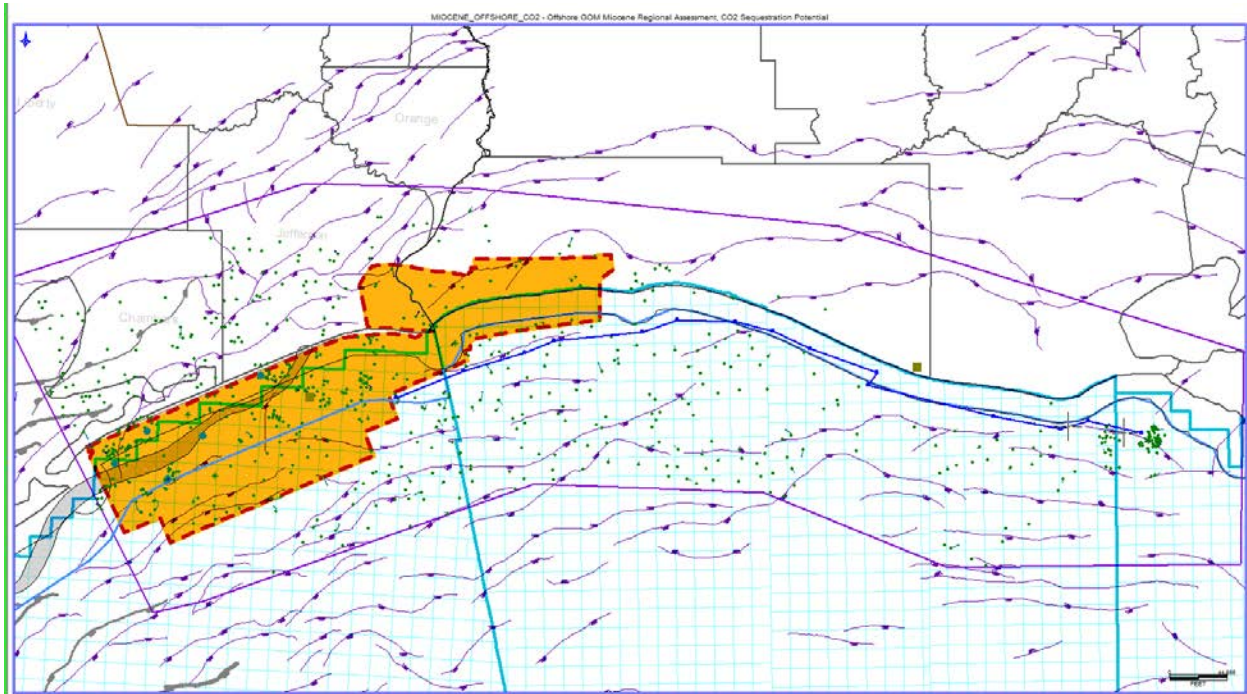 MIOCENE_OFFSHORE_CO2 - Offshore GOM Miocene Regional Assessment, CO2 Sequestration Potential
Liberty
Orange
Jefferson
Chambers
FEET